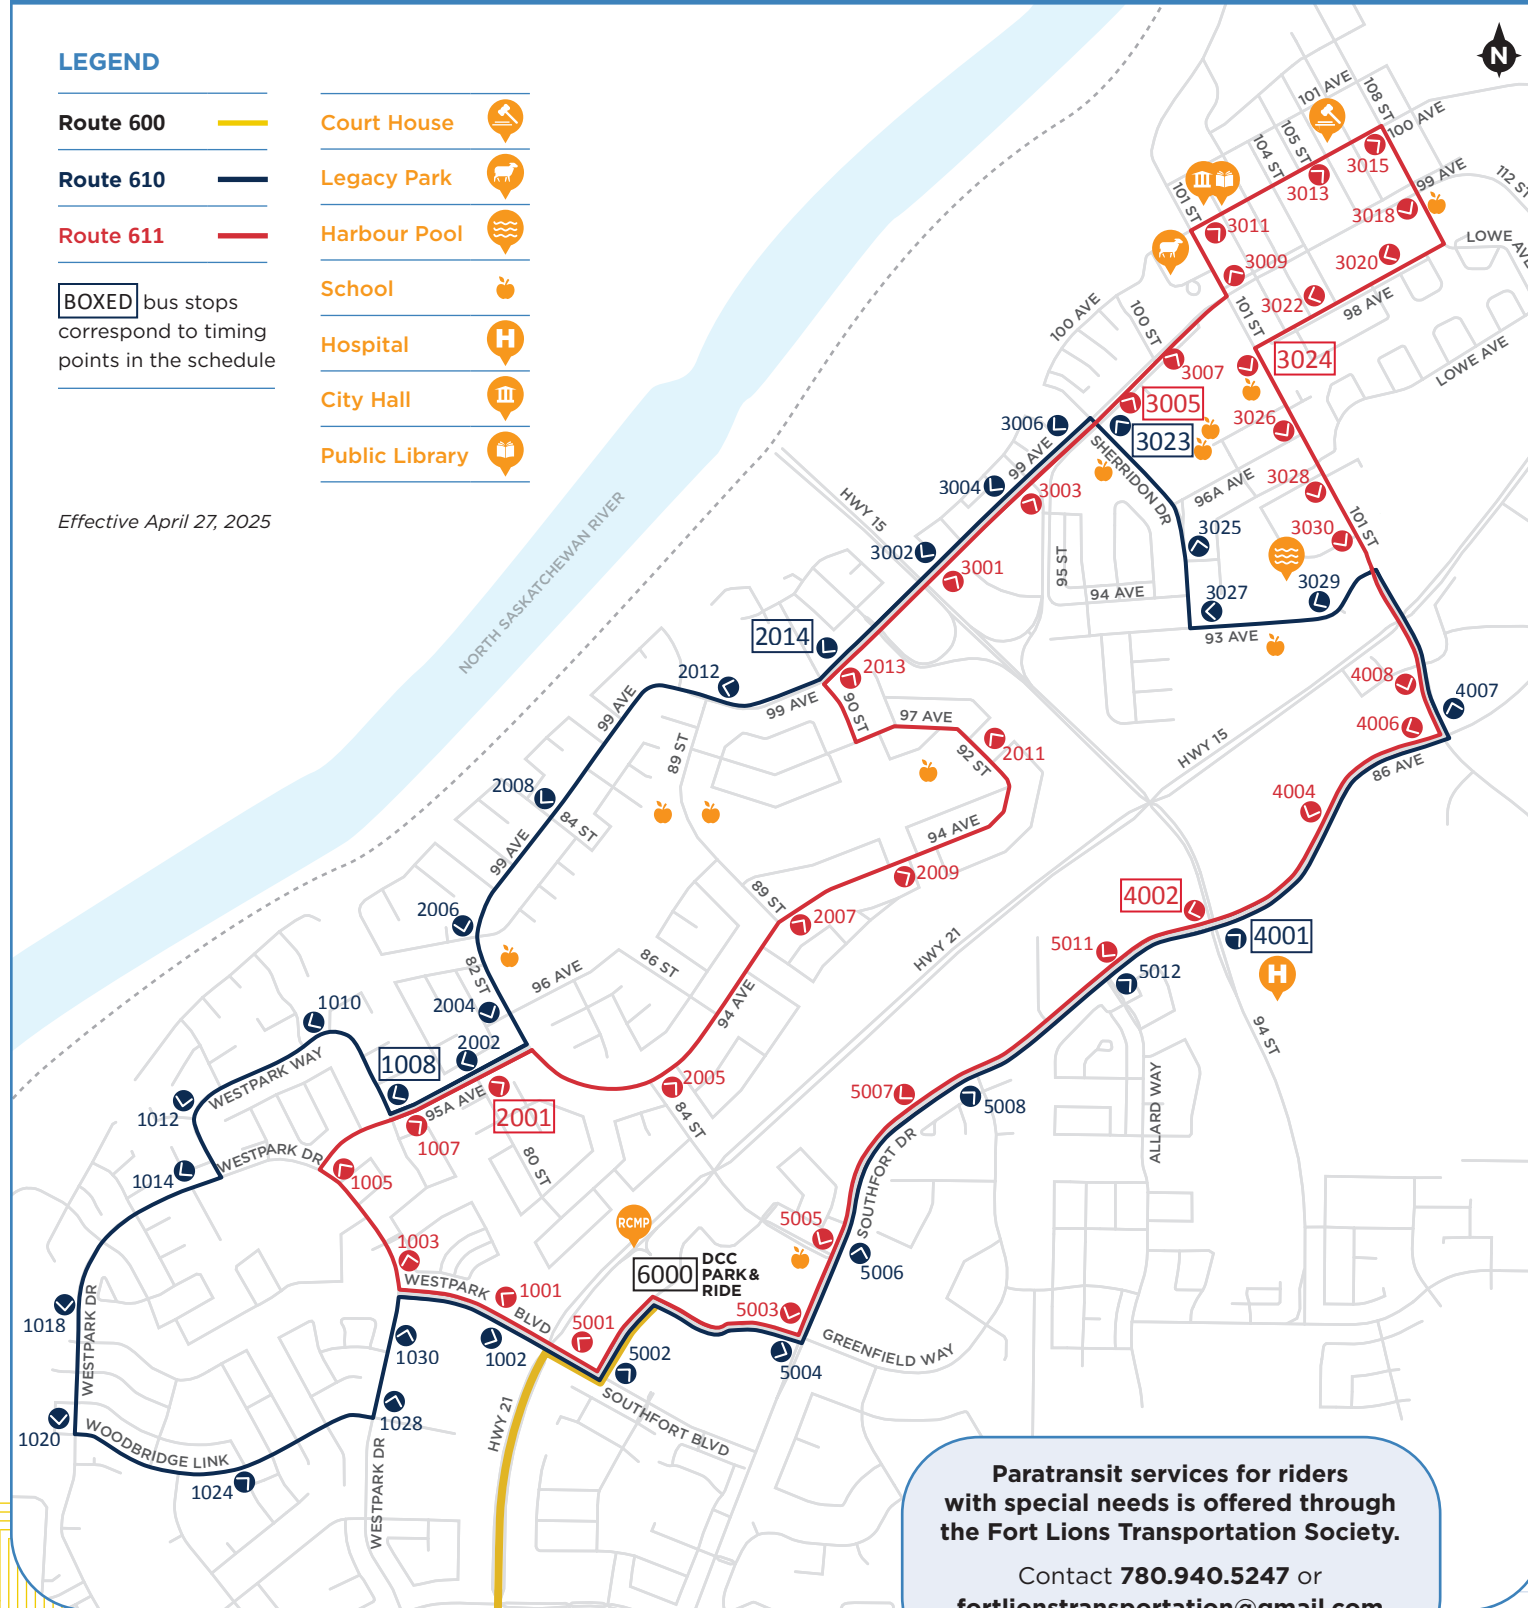 LEGEND
Route 600
Route 610
Route 611
BOXED bus stops
correspond to timing
points in the schedule
Court House
Legacy Park
Harbour Pool
School
Hospital
H
City Hall
Public Library
Effective April 27, 2025
N
NORTH SASKATCHEWAN RIVER
101 AVE
108 ST
100 AVE
105 ST
104 ST
3015
3013
99 AVE
112 ST
101 ST
3018
3011
LOWE AVE
3009
3020
3022
101 ST
98 AVE
100 AVE
100 ST
3024
LOWE AVE
3007
3005
3006
3023
3026
99 AVE
SHERRIDON DR
3004
3003
HWY 15
96A AVE
3028
3025
3030
101 ST
3002
3001
95 ST
94 AVE
3027
3029
93 AVE
2014
2013
2012
99 AVE
99 AVE
90 ST
97 AVE
4008
4007
4006
92 ST
2011
89 ST
HWY 15
86 AVE
2008
84 ST
4004
99 AVE
94 AVE
2009
89 ST
2007
4002
2006
4001
HWY 21
5011
H
5012
82 ST
96 AVE
86 ST
94 AVE
1010
2004
2002
94 ST
1008
WESTPARK WAY
95A AVE
2005
5007
5008
1012
2001
84 ST
ALLARD WAY
1007
WESTPARK DR
1014
1005
80 ST
SOUTHFORT DR
RCMP
5005
1003
6000
DCC
PARK &
RIDE
5006
WESTPARK BLVD
1001
5003
1018
WESTPARK DR
5001
GREENFIELD WAY
1030
1002
5002
5004
1028
HWY 21
SOUTHFORT BLVD
1020
WOODBRIDGE LINK
1024
WESTPARK DR
Paratransit services for riders
with special needs is offered through
the Fort Lions Transportation Society.
Contact 780.940.5247 or
fortlionstransportation@gmail.com